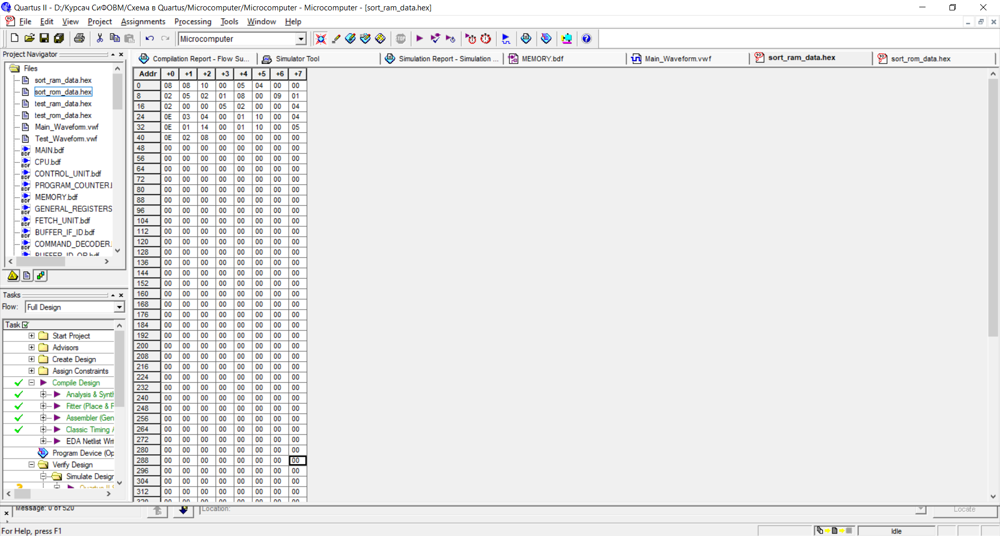 Quartus II - D:/Курсач СиФОВМ/Схема в Quartus/Microcomputer/Microcomputer - Microcomputer - [sort_ram_data.hex]
File Edit View Project Assignments Processing Tools Window Help
Microcomputer
STOP
Project Navigator
Files
sort_ram_data.hex
sort_rom_data.hex
test_ram_data.hex
test_rom_data.hex
Main_Waveform.vwf
Test_Waveform.vwf
BDF MAIN.bdf
BDF CPU.bdf
BDF CONTROL_UNIT.bdf
BDF PROGRAM_COUNTER.
BDF MEMORY.bdf
BDF GENERAL_REGISTERS
BDF FETCH_UNIT.bdf
BDF BUFFER_IF_ID.bdf
BDF COMMAND_DECODER.
BUFFER_ID_OR.bdf
Tasks
Flow: Full Design
Task
Start Project
Advisors
Create Design
Assign Constraints
Compile Design
Analysis & Synth
Fitter (Place & F
Assembler (Gen
Classic Timing
EDA Netlist Wri
Program Device (Op
Verify Design
Simulate Design
Quartus II
Compilation Report - Flow Su... Simulator Tool Simulation Report - Simulation ... MEMORY.bdf Main_Waveform.vwf sort_ram_data.hex sort_rom_data.hex
Addr +0 +1 +2 +3 +4 +5 +6 +7
0 08 08 10 00 05 04 00 00
8 02 05 02 01 08 00 09 01
16 02 00 00 05 02 00 00 04
24 0E 03 04 00 01 10 00 04
32 0E 01 14 00 01 10 00 05
40 0E 02 08 00 00 00 00 00
48 00 00 00 00 00 00 00 00
56 00 00 00 00 00 00 00 00
64 00 00 00 00 00 00 00 00
72 00 00 00 00 00 00 00 00
80 00 00 00 00 00 00 00 00
88 00 00 00 00 00 00 00 00
96 00 00 00 00 00 00 00 00
104 00 00 00 00 00 00 00 00
112 00 00 00 00 00 00 00 00
120 00 00 00 00 00 00 00 00
128 00 00 00 00 00 00 00 00
136 00 00 00 00 00 00 00 00
144 00 00 00 00 00 00 00 00
152 00 00 00 00 00 00 00 00
160 00 00 00 00 00 00 00 00
168 00 00 00 00 00 00 00 00
176 00 00 00 00 00 00 00 00
184 00 00 00 00 00 00 00 00
192 00 00 00 00 00 00 00 00
200 00 00 00 00 00 00 00 00
208 00 00 00 00 00 00 00 00
216 00 00 00 00 00 00 00 00
224 00 00 00 00 00 00 00 00
232 00 00 00 00 00 00 00 00
240 00 00 00 00 00 00 00 00
248 00 00 00 00 00 00 00 00
256 00 00 00 00 00 00 00 00
264 00 00 00 00 00 00 00 00
272 00 00 00 00 00 00 00 00
280 00 00 00 00 00 00 00 00
288 00 00 00 00 00 00 00 00
296 00 00 00 00 00 00 00 00
304 00 00 00 00 00 00 00 00
312 00 00 00 00 00 00 00 00
320 00 00 00 00 00 00 00 00
Message: 0 of 520 Location: Locate
For Help, press F1 Idle